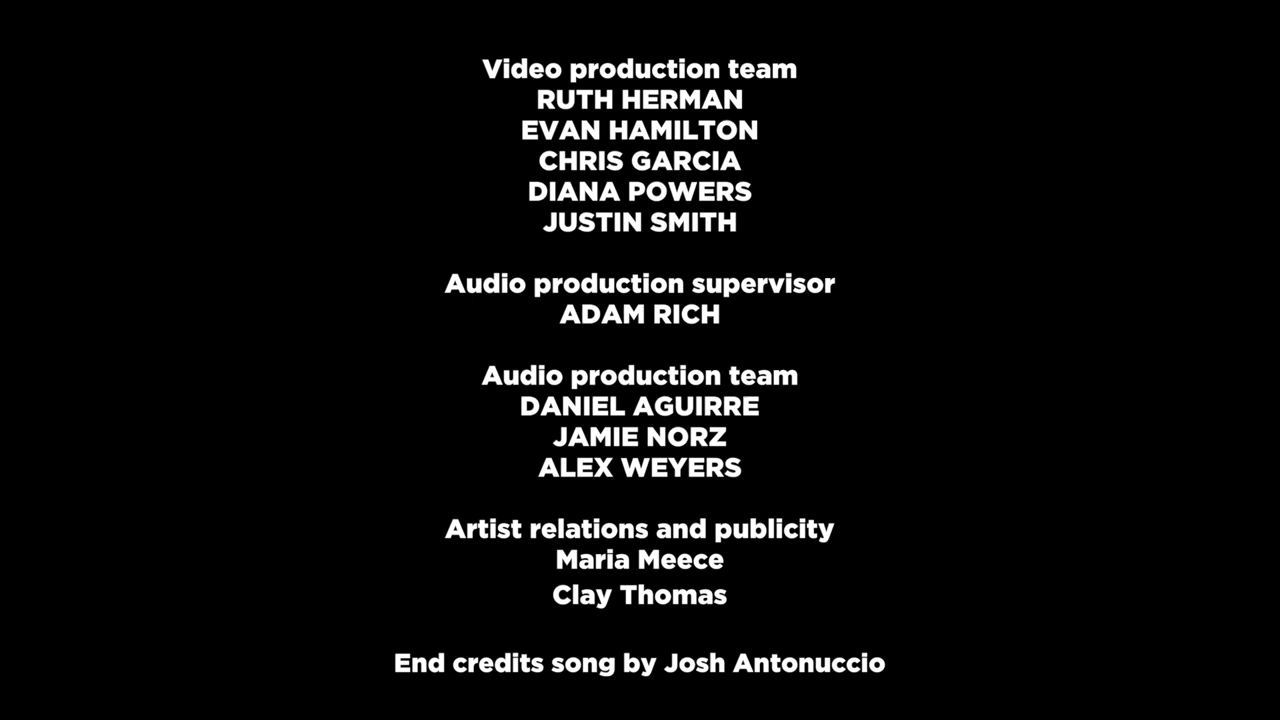 Video production team
RUTH HERMAN
EVAN HAMILTON
CHRIS GARCIA
DIANA POWERS
JUSTIN SMITH
Audio production supervisor
ADAM RICH
Audio production team
DANIEL AGUIRRE
JAMIE NORZ
ALEX WEYERS
Artist relations and publicity
Maria Meece
Clay Thomas
End credits song by Josh Antonuccio